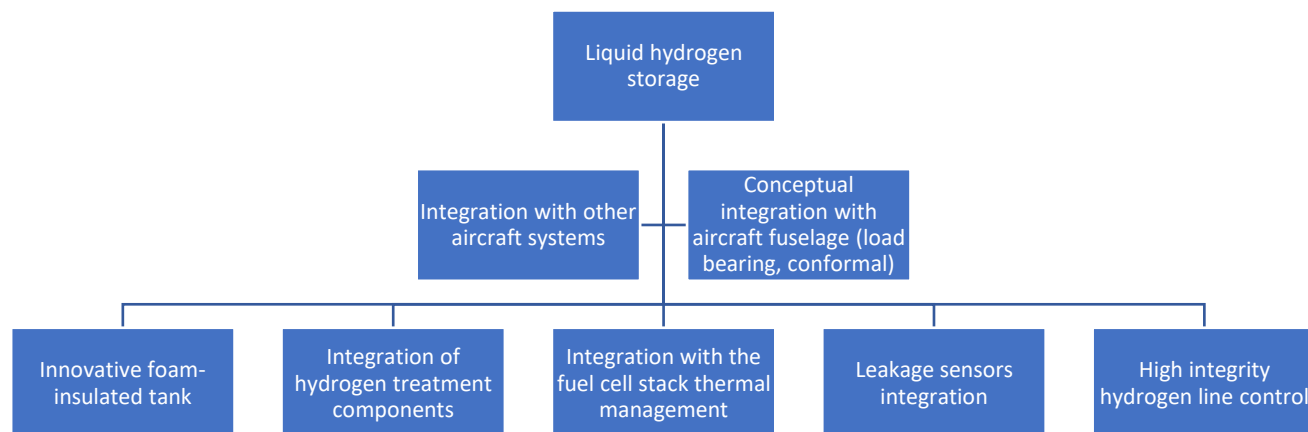 Liquid hydrogen
storage
Integration with other
aircraft systems
Conceptual
integration with
aircraft fuselage (load
bearing, conformal)
Innovative foam-
insulated tank
Integration of
hydrogen treatment
components
Integration with the
fuel cell stack thermal
management
Leakage sensors
integration
High integrity
hydrogen line control